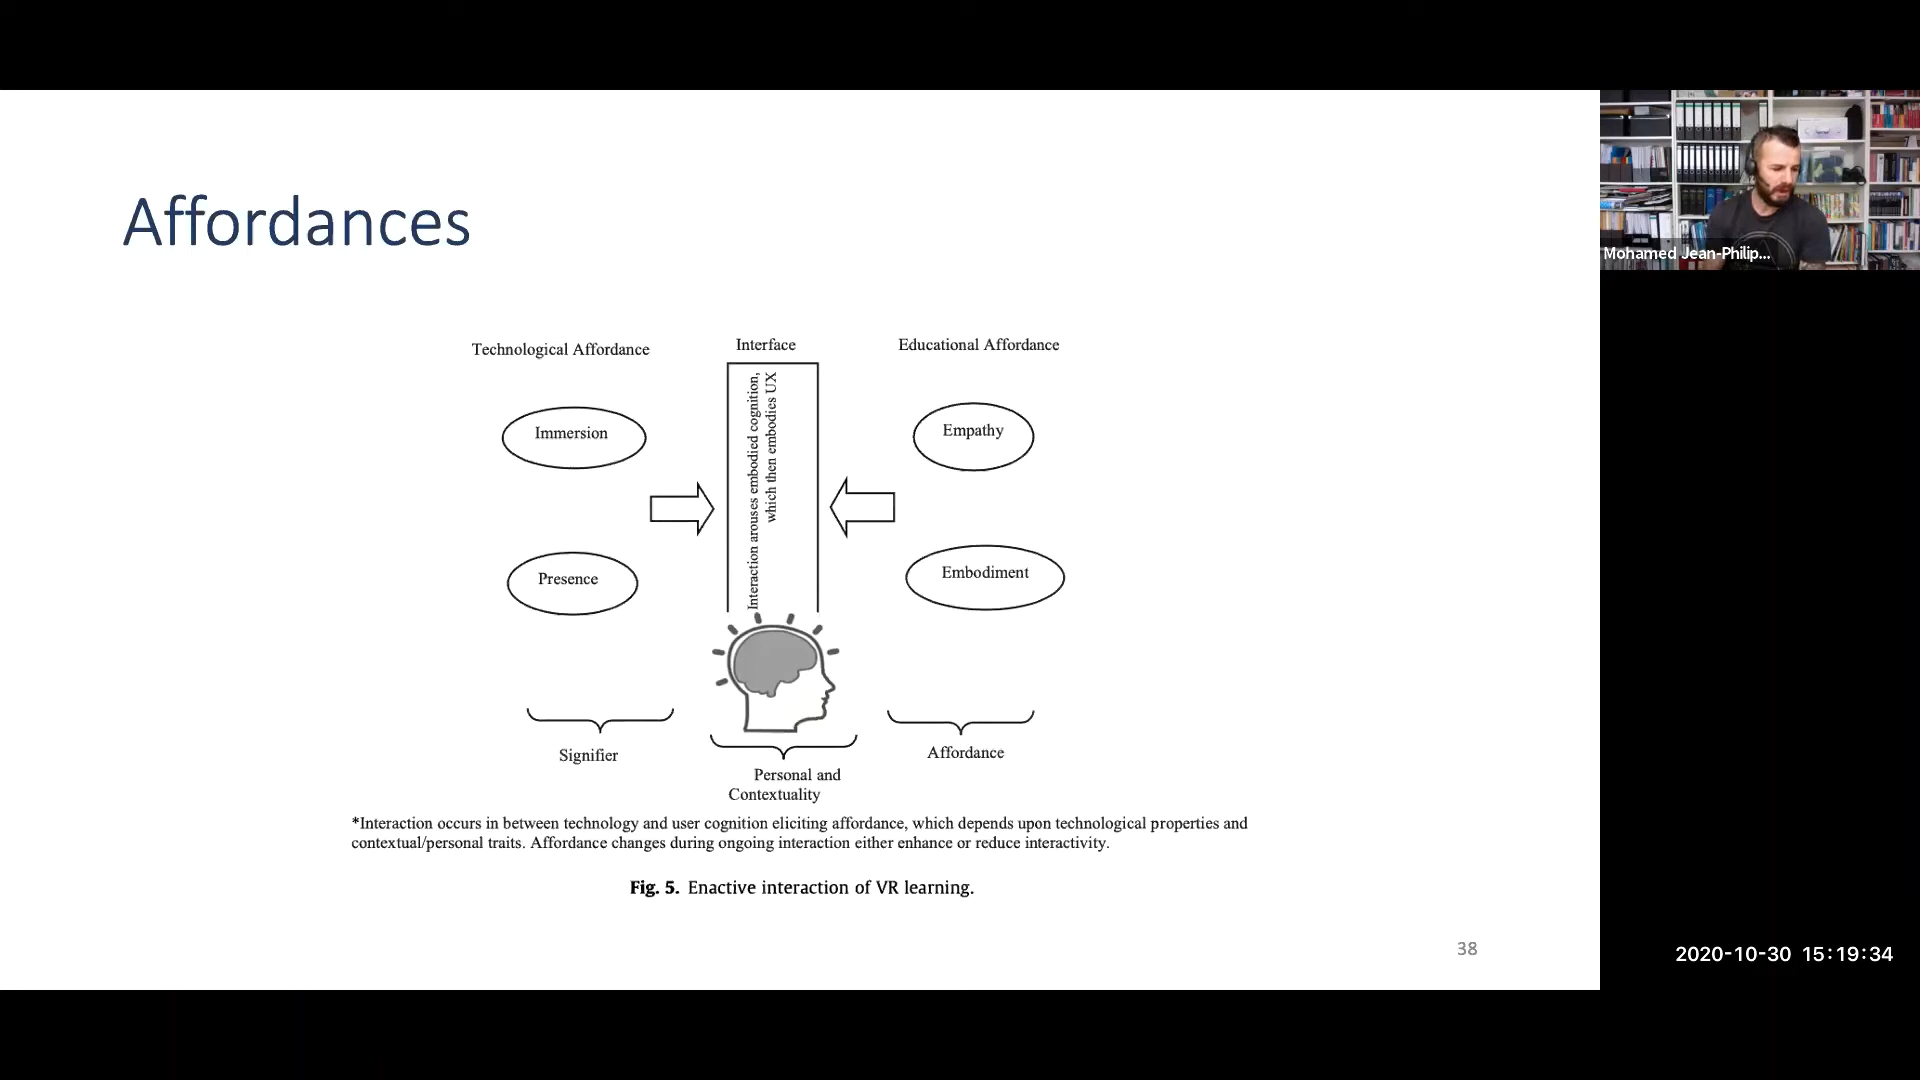 Affordances
Mohamed Jean-Philip...
Technological Affordance
Interface
Educational Affordance
Immersion
Presence
Interaction arouses embodied cognition,
which then embodies UX
Empathy
Embodiment
Signifier
Personal and
Contextuality
Affordance
*Interaction occurs in between technology and user cognition eliciting affordance, which depends upon technological properties and
contextual/personal traits. Affordance changes during ongoing interaction either enhance or reduce interactivity.
Fig. 5. Enactive interaction of VR learning.
38
2020-10-30 15:19:34